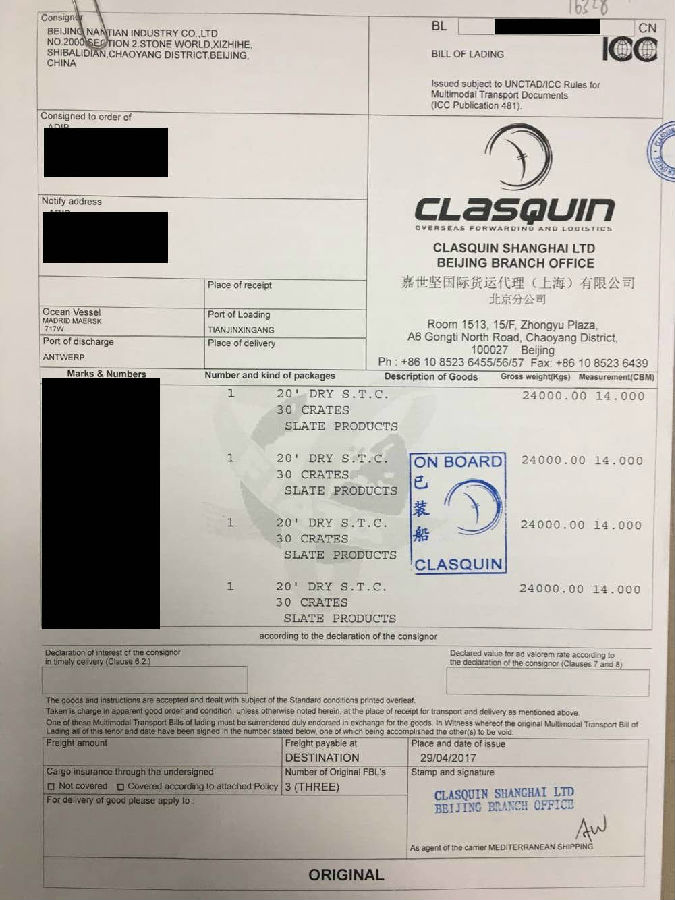 16328
Consignor
BEIJING NANTIAN INDUSTRY CO.,LTD
NO.2000,SECTION 2.STONE WORLD,XIZHIHE,
SHIBALIDIAN,CHAOYANG DISTRICT,BEIJING,
CHINA
BL CN
ICC
BILL OF LADING
Issued subject to UNCTAD/ICC Rules for
Multimodal Transport Documents
(ICC Publication 481).
Consigned to order of
Notify address
CLASQUIN
OVERSEAS FORWARDING AND LOGISTICS
CLASQUIN SHANGHAI LTD
BEIJING BRANCH OFFICE
嘉世坚国际货运代理（上海）有限公司
北京分公司
Room 1513, 15/F, Zhongyu Plaza,
A6 Gongti North Road, Chaoyang District,
100027 Beijing
Ph : +86 10 8523 6455/56/57 Fax: +86 10 8523 6439
Place of receipt
Ocean Vessel
MADRID MAERSK
717W
Port of Loading
TIANJINXINGANG
Port of discharge
ANTWERP
Place of delivery
Marks & Numbers Number and kind of packages Description of Goods Gross weight(Kgs) Measurement(CBM)
1 20' DRY S.T.C. 24000.00 14.000
30 CRATES
SLATE PRODUCTS
1 20' DRY S.T.C. 24000.00 14.000
30 CRATES
SLATE PRODUCTS
1 20' DRY S.T.C. 24000.00 14.000
30 CRATES
SLATE PRODUCTS
1 20' DRY S.T.C. 24000.00 14.000
30 CRATES
SLATE PRODUCTS
ON BOARD
已
装
船
CLASQUIN
according to the declaration of the consignor
Declaration of interest of the consignor
in timely delivery (Clause 6.2.)
Declared value for ad valorem rate according to
the declaration of the consignor (Clauses 7 and 8)
The goods and instructions are accepted and dealt with subject of the Standard conditions printed overleaf.
Taken is charge in apparent good order and condition, unless otherwise noted herein, at the place of receipt for transport and delivery as mentioned above.
One of these Multimodal Transport Bills of lading must be surrendered duly endorsed in exchange for the goods. In Witness whereof the original Multimodal Transport Bill of
Lading all of this tenor and date have been signed in the number stated below, one of which being accomplished the other(s) to be void.
Freight amount
Freight payable at
DESTINATION
Place and date of issue
29/04/2017
Cargo insurance through the undersigned
Not covered Covered according to attached Policy
Number of Original FBL's
3 (THREE)
Stamp and signature
CLASQUIN SHANGHAI LTD
BEIJING BRANCH OFFICE
For delivery of good please apply to :
As agent of the carrier MEDITERRANEAN SHIPPING
ORIGINAL